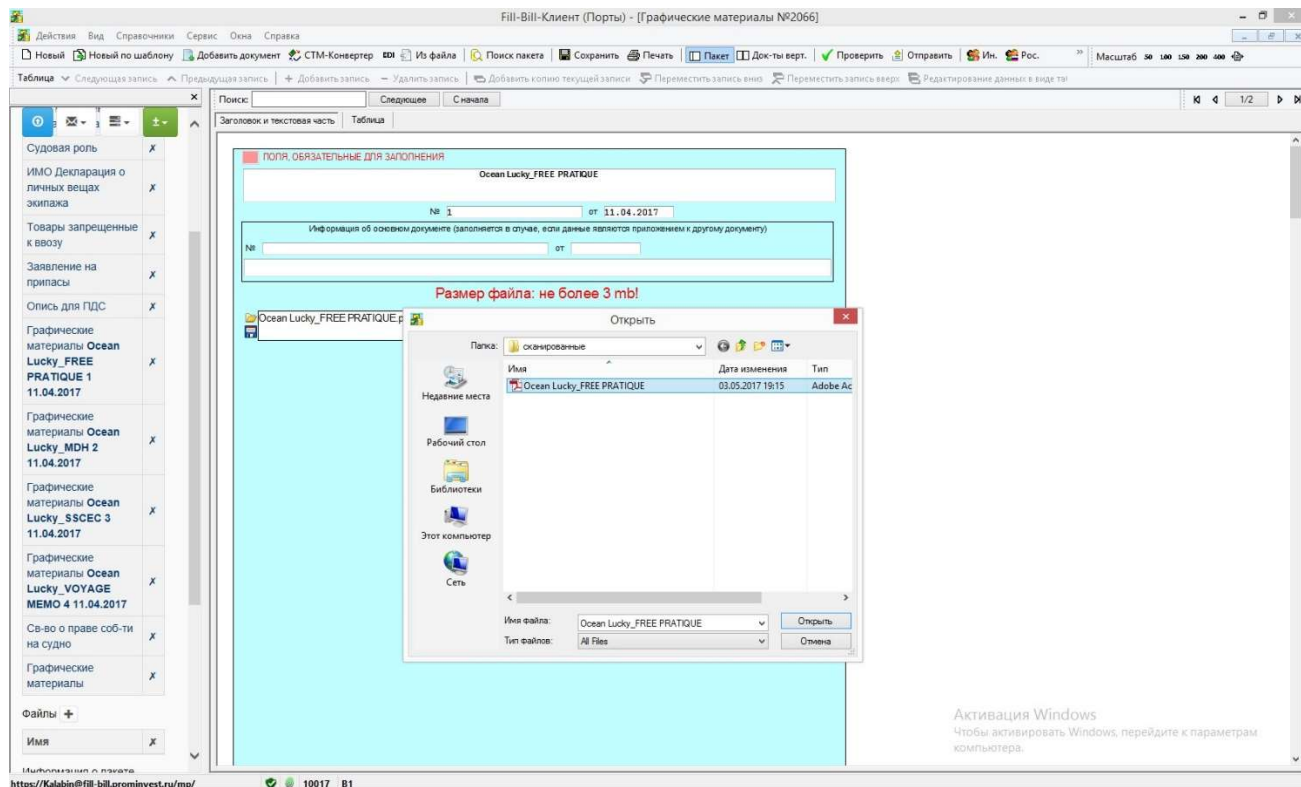 Fill-Bill-Клиент (Порты) - [Графические материалы №2066]
Действия Вид Справочники Сервис Окна Справка
Новый Новый по шаблону Добавить документ СТМ-Конвертер EDI Из файла Поиск пакета Сохранить Печать Пакет Док-ты верт. Проверить Отправить Ин. Рос. Масштаб 50 100 150 200 400
Таблица Следующая запись Предыдущая запись Добавить запись Удалить запись Добавить копию текущей записи Переместить запись вниз Переместить запись вверх Редактирование данных в виде та
Поиск: Следующее С начала 1/2
Заголовок и текстовая часть Таблица
Судовая роль х
ИМО Декларация о
личных вещах х
экипажа
Товары запрещенные
к ввозу х
Заявление на
припасы х
Опись для ПДС х
Графические
материалы Ocean
Lucky_FREE х
PRATIQUE 1
11.04.2017
Графические
материалы Ocean
Lucky_MDH 2 х
11.04.2017
Графические
материалы Ocean
Lucky_SSCEC 3 х
11.04.2017
Графические
материалы Ocean
Lucky_VOYAGE х
MEMO 4 11.04.2017
Св-во о праве соб-ти
на судно х
Графические
материалы х
Файлы +
Имя х
Информация о пакете
ПОЛЯ, ОБЯЗАТЕЛЬНЫЕ ДЛЯ ЗАПОЛНЕНИЯ
Ocean Lucky_FREE PRATIQUE
№ 1 от 11.04.2017
Информация об основном документе (заполняется в случае, если данные являются приложением к другому документу)
№ от
Размер файла: не более 3 mb!
Ocean Lucky_FREE PRATIQUE.p
Открыть
Папка: сканированные
Имя Дата изменения Тип
Ocean Lucky_FREE PRATIQUE 03.05.2017 19:15 Adobe Ac
Недавние места
Рабочий стол
Библиотеки
Этот компьютер
Сеть
Имя файла: Ocean Lucky_FREE PRATIQUE Открыть
Тип файлов: All Files Отмена
Активация Windows
Чтобы активировать Windows, перейдите к параметрам
компьютера.
https://Kalabin@fill-bill.prominvest.ru/mp/ 10017 B1